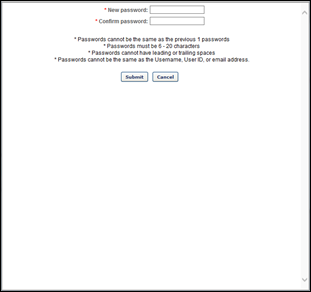 * New password:
* Confirm password:
* Passwords cannot be the same as the previous 1 passwords
* Passwords must be 6 - 20 characters
* Passwords cannot have leading or trailing spaces
* Passwords cannot be the same as the Username, User ID, or email address.
Submit Cancel